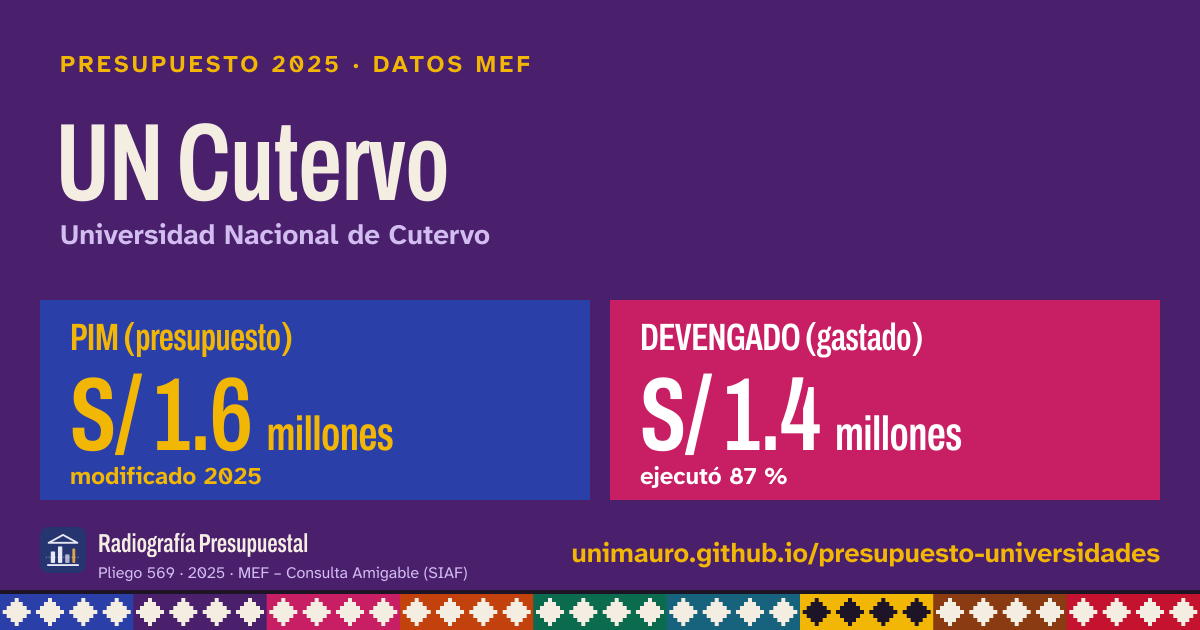 PRESUPUESTO 2025 · DATOS MEF
UN Cutervo
Universidad Nacional de Cutervo
PIM (presupuesto)
S/ 1.6 millones
modificado 2025
DEVENGADO (gastado)
S/ 1.4 millones
ejecutó 87 %
Radiografía Presupuestal
Pliego 569 · 2025 · MEF – Consulta Amigable (SIAF)
unimauro.github.io/presupuesto-universidades